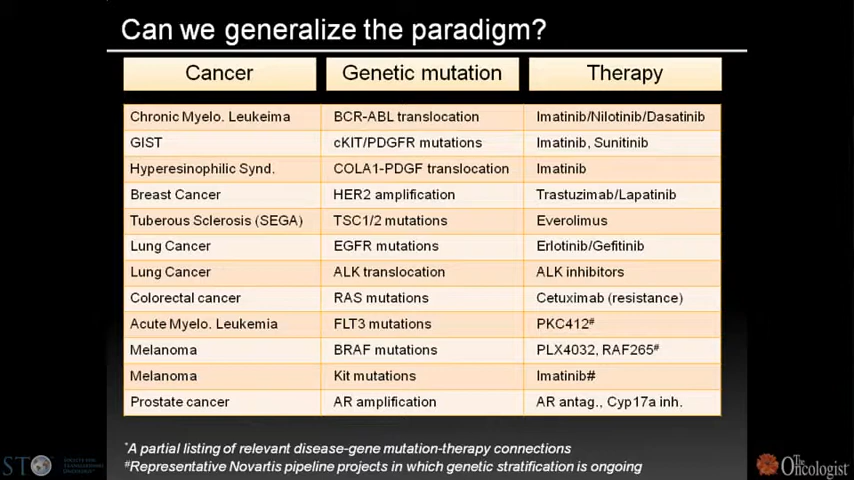 Can we generalize the paradigm?
Cancer Genetic mutation Therapy
Chronic Myelo. Leukeima BCR-ABL translocation Imatinib/Nilotinib/Dasatinib
GIST cKIT/PDGFR mutations Imatinib, Sunitinib
Hyperesinophilic Synd. COLA1-PDGF translocation Imatinib
Breast Cancer HER2 amplification Trastuzimab/Lapatinib
Tuberous Sclerosis (SEGA) TSC1/2 mutations Everolimus
Lung Cancer EGFR mutations Erlotinib/Gefitinib
Lung Cancer ALK translocation ALK inhibitors
Colorectal cancer RAS mutations Cetuximab (resistance)
Acute Myelo. Leukemia FLT3 mutations PKC412#
Melanoma BRAF mutations PLX4032, RAF265#
Melanoma Kit mutations Imatinib#
Prostate cancer AR amplification AR antag., Cyp17a inh.
*A partial listing of relevant disease-gene mutation-therapy connections
#Representative Novartis pipeline projects in which genetic stratification is ongoing
The Oncologist